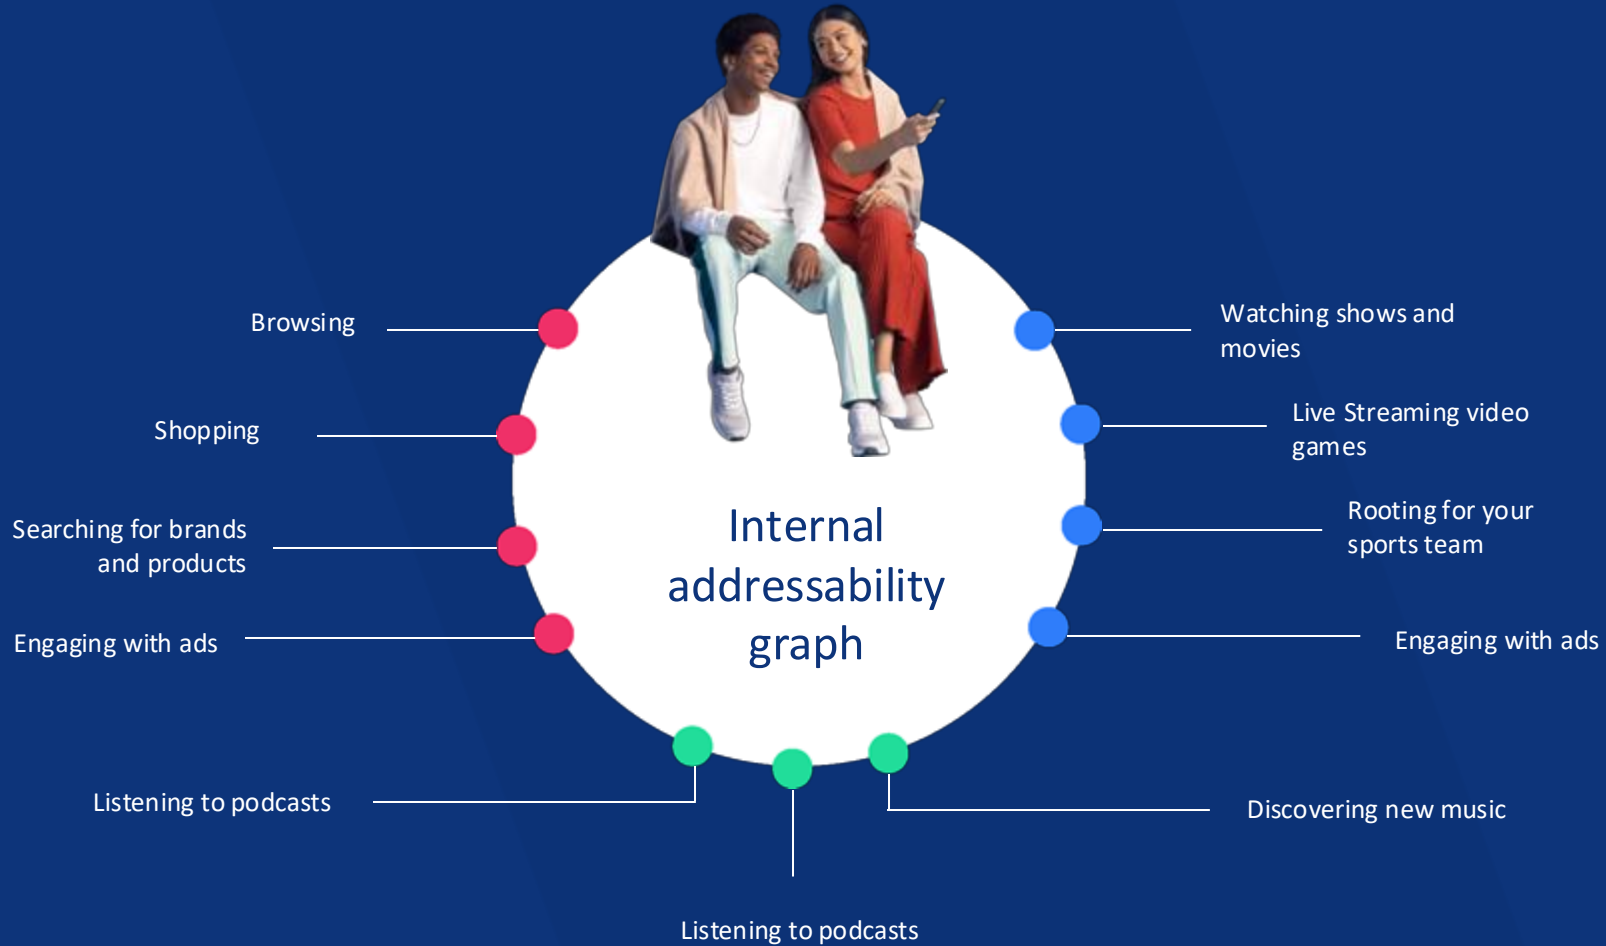 Browsing
Shopping
Searching for brands
and products
Engaging with ads
Listening to podcasts
Internal
addressability
graph
Watching shows and
movies
Live Streaming video
games
Rooting for your
sports team
Engaging with ads
Discovering new music
Listening to podcasts